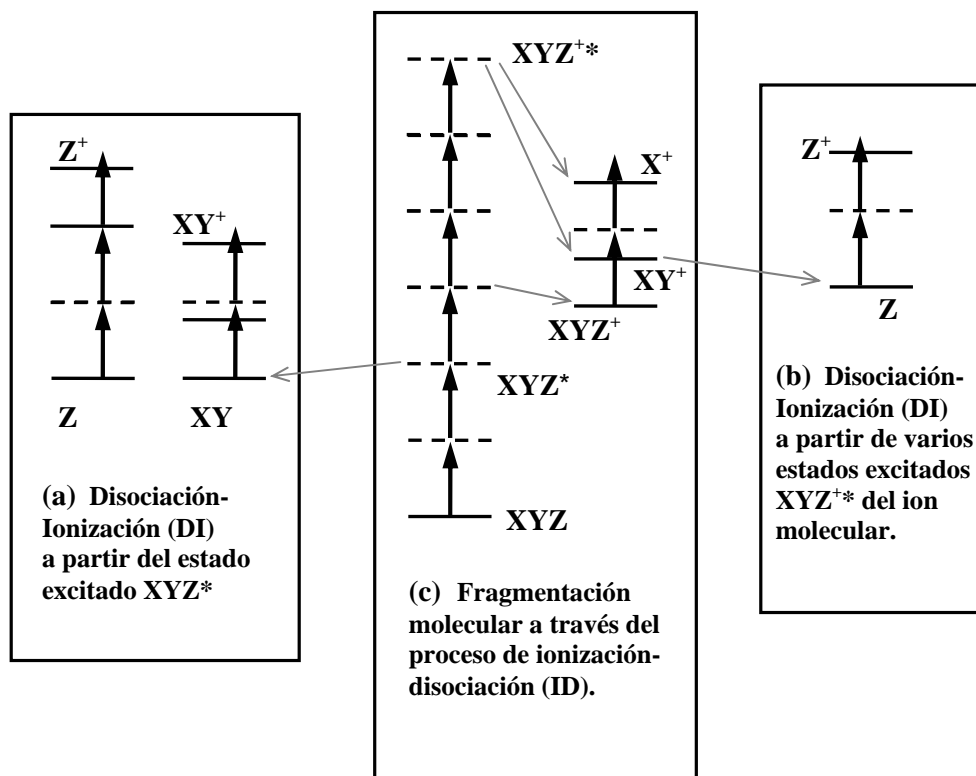 Z⁺
XY⁺
Z
XY
(a) Disociación-
Ionización (DI)
a partir del estado
excitado XYZ*
XYZ⁺*
X⁺
XY⁺
XYZ⁺
XYZ*
XYZ
(c) Fragmentación
molecular a través del
proceso de ionización-
disociación (ID).
Z⁺
Z
(b) Disociación-
Ionización (DI)
a partir de varios
estados excitados
XYZ⁺* del ion
molecular.